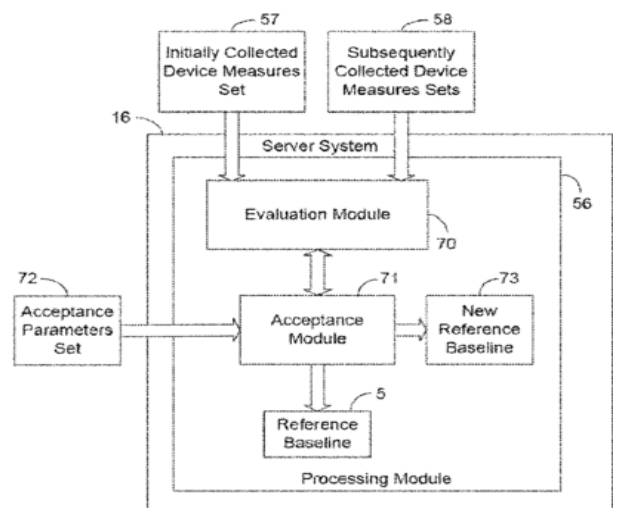 57
58
Initially Collected
Device Measures
Set
Subsequently
Collected Device
Measures Sets
16
Server System
Evaluation Module
56
70
72
71
73
Acceptance
Parameters
Set
Acceptance
Module
New
Reference
Baseline
5
Reference
Baseline
Processing Module